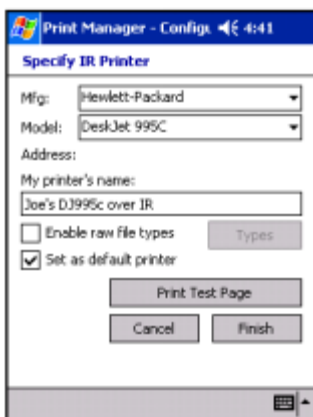 Print Manager - Configu 4:41
Specify IR Printer
Mfg: Hewlett-Packard
Model: DeskJet 995C
Address:
My printer's name:
Joe's DJ995c over IR
Enable raw file types Types
Set as default printer
Print Test Page
Cancel Finish